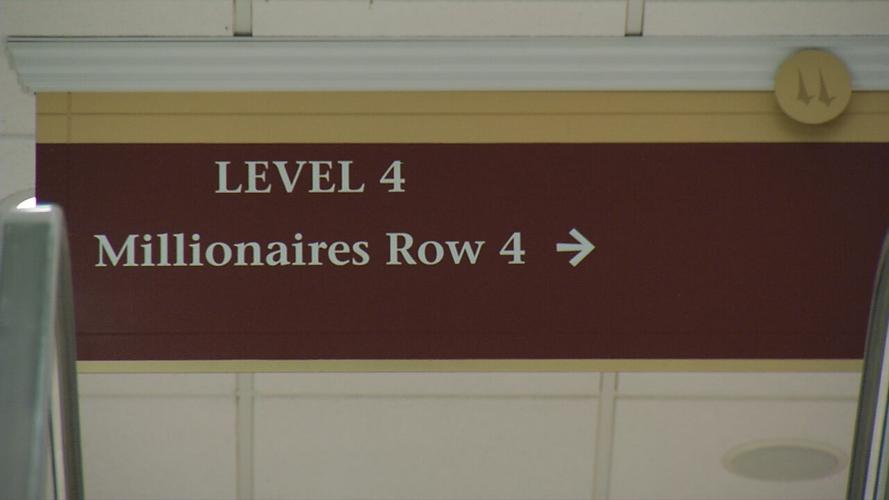 LEVEL 4
Millionaires Row 4 →